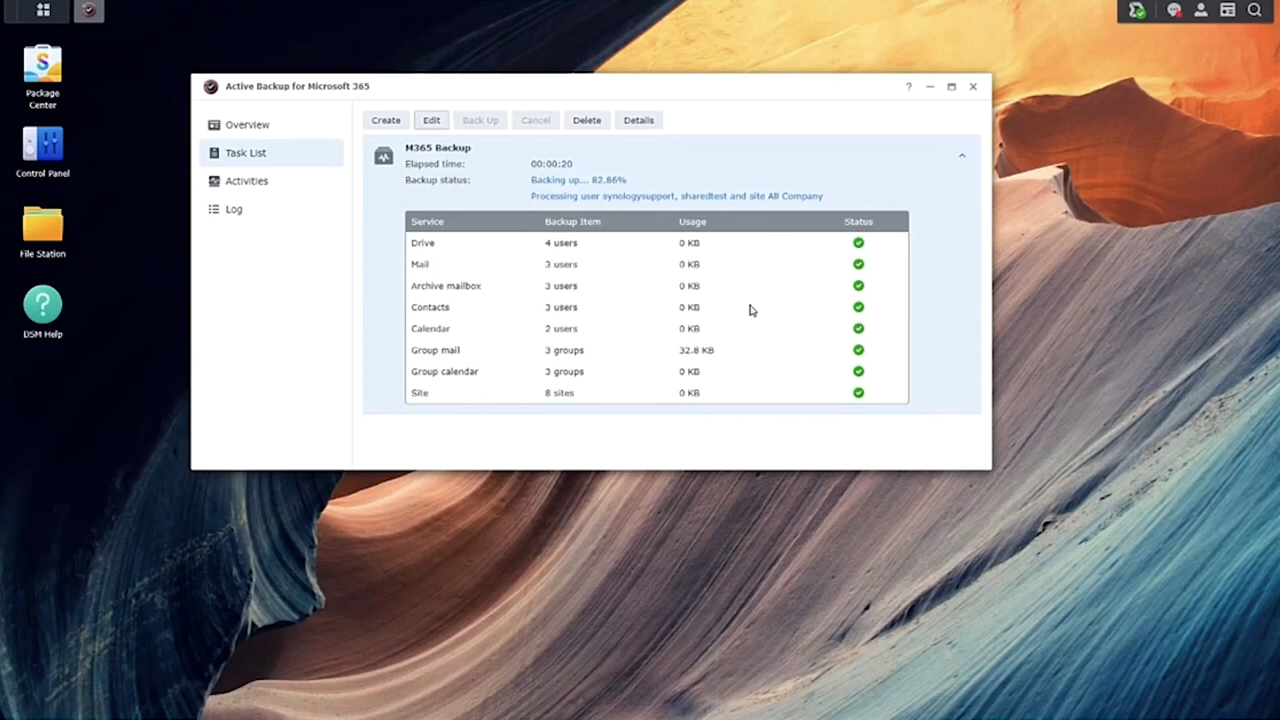 Package
Center
Control Panel
File Station
?
DSM Help
Active Backup for Microsoft 365
?
Overview
Task List
Activities
Log
Create Edit Back Up Cancel Delete Details
M365 Backup
Elapsed time: 00:00:20
Backup status: Backing up... 82.86%
Processing user synologysupport, sharedtest and site All Company
Service Backup Item Usage Status
Drive 4 users 0 KB
Mail 3 users 0 KB
Archive mailbox 3 users 0 KB
Contacts 3 users 0 KB
Calendar 2 users 0 KB
Group mail 3 groups 32.8 KB
Group calendar 3 groups 0 KB
Site 8 sites 0 KB